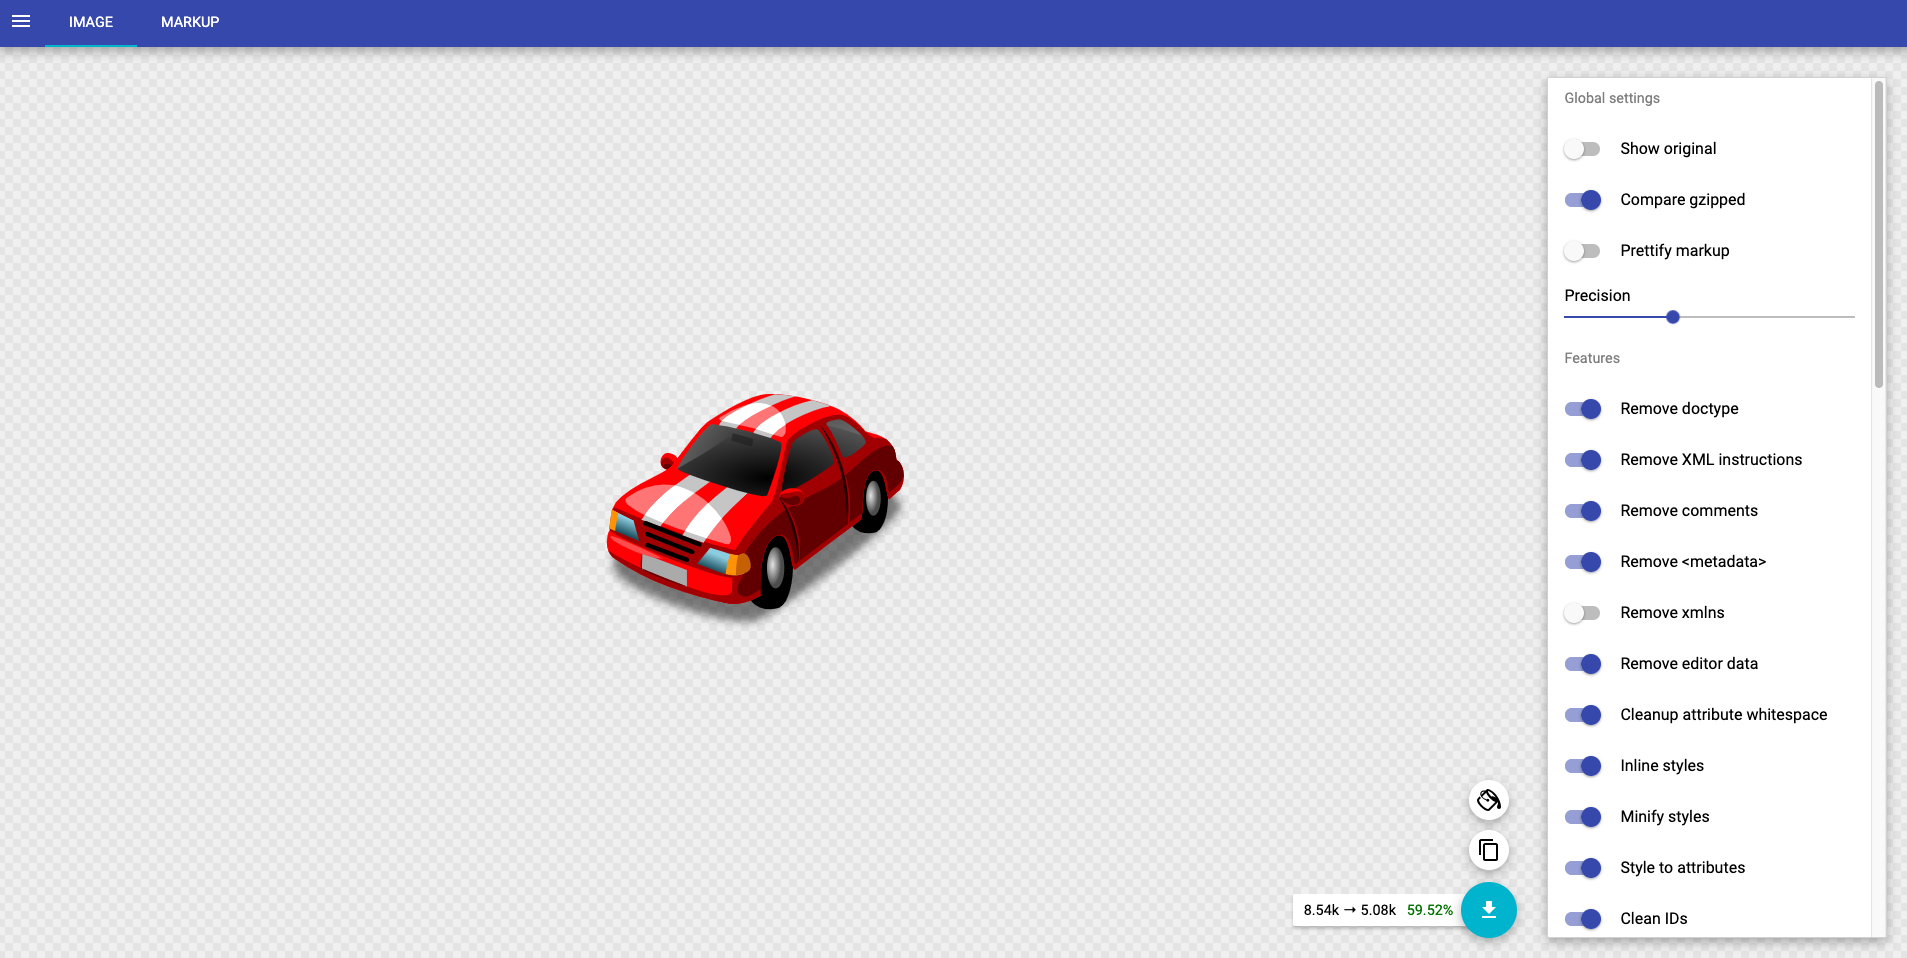 IMAGE MARKUP
Global settings
Show original
Compare gzipped
Prettify markup
Precision
Features
Remove doctype
Remove XML instructions
Remove comments
Remove <metadata>
Remove xmlns
Remove editor data
Cleanup attribute whitespace
Inline styles
Minify styles
Style to attributes
Clean IDs
8.54k → 5.08k 59.52%